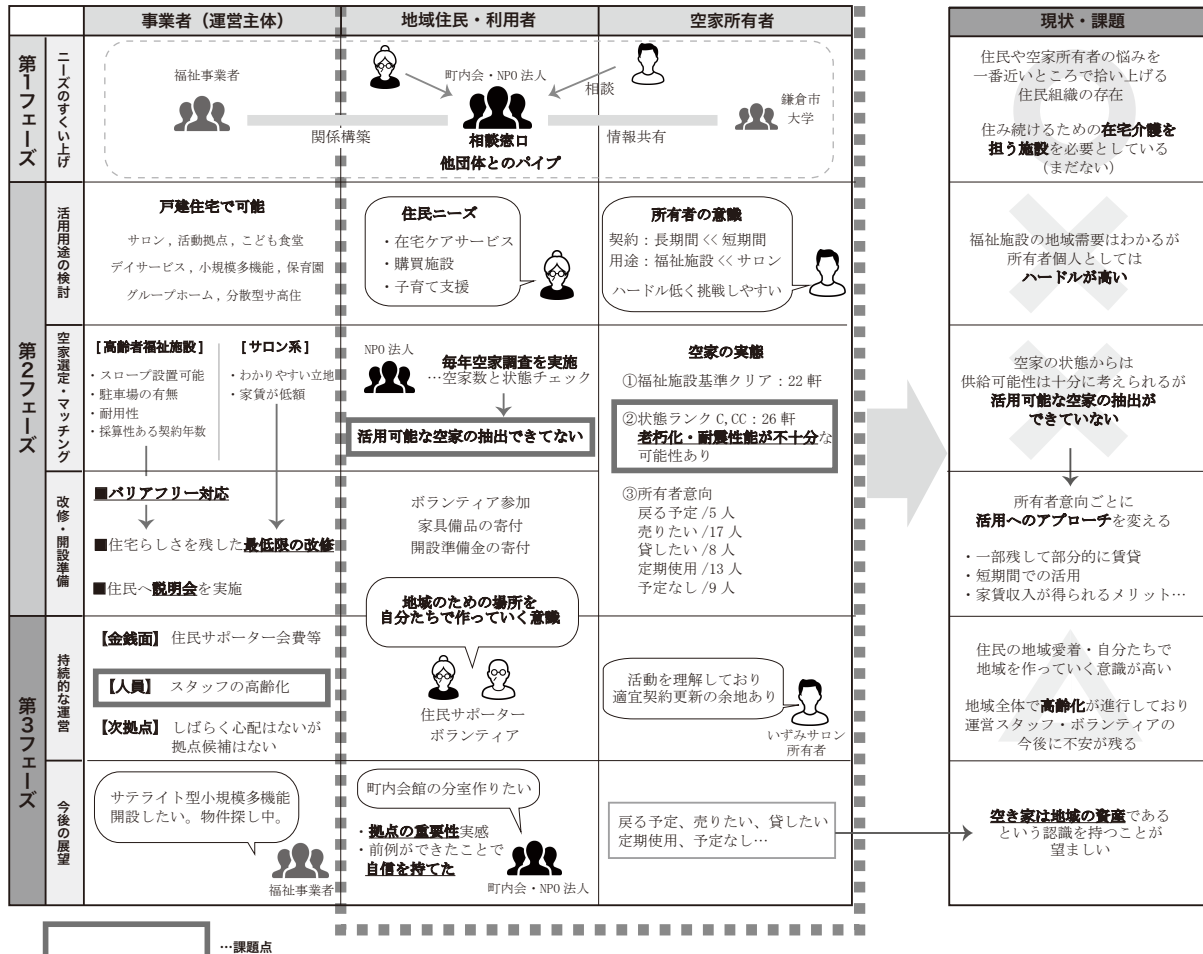 事業者（運営主体）
地域住民・利用者
空家所有者
現状・課題
第1フェーズ
ニーズのすくい上げ
福祉事業者
関係構築
町内会・NPO 法人
相談
相談窓口
他団体とのパイプ
情報共有
鎌倉市
大学
住民や空家所有者の悩みを
一番近いところで拾い上げる
住民組織の存在
住み続けるための在宅介護を
担う施設を必要としている
（まだない）
第2フェーズ
活用用途の検討
戸建住宅で可能
サロン , 活動拠点 , こども食堂
デイサービス , 小規模多機能 , 保育園
グループホーム , 分散型サ高住
住民ニーズ
・在宅ケアサービス
・購買施設
・子育て支援
所有者の意識
契約：長期間 << 短期間
用途：福祉施設 << サロン
ハードル低く挑戦しやすい
福祉施設の地域需要はわかるが
所有者個人としては
ハードルが高い
空家選定・マッチング
[ 高齢者福祉施設 ]
・スロープ設置可能
・駐車場の有無
・耐用性
・採算性ある契約年数
[ サロン系 ]
・わかりやすい立地
・家賃が低額
NPO 法人
毎年空家調査を実施
…空家数と状態チェック
活用可能な空家の抽出できてない
空家の実態
①福祉施設基準クリア：22 軒
②状態ランク C, CC：26 軒
老朽化・耐震性能が不十分な
可能性あり
空家の状態からは
供給可能性は十分に考えられるが
活用可能な空家の抽出が
できていない
改修・開設準備
■バリアフリー対応
■住宅らしさを残した最低限の改修
■住民へ説明会を実施
ボランティア参加
家具備品の寄付
開設準備金の寄付
地域のための場所を
自分たちで作っていく意識
③所有者意向
戻る予定 /5 人
売りたい /17 人
貸したい /8 人
定期使用 /13 人
予定なし /9 人
所有者意向ごとに
活用へのアプローチを変える
・一部残して部分的に賃貸
・短期間での活用
・家賃収入が得られるメリット…
第3フェーズ
持続的な運営
【金銭面】 住民サポーター会費等
【人員】 スタッフの高齢化
【次拠点】 しばらく心配はないが
拠点候補はない
住民サポーター
ボランティア
活動を理解しており
適宜契約更新の余地あり
いずみサロン
所有者
住民の地域愛着・自分たちで
地域を作っていく意識が高い
地域全体で高齢化が進行しており
運営スタッフ・ボランティアの
今後に不安が残る
今後の展望
サテライト型小規模多機能
開設したい。物件探し中。
福祉事業者
町内会館の分室作りたい
・拠点の重要性実感
・前例ができたことで
自信を持てた
町内会・NPO 法人
戻る予定、売りたい、貸したい
定期使用、予定なし…
空き家は地域の資産である
という認識を持つことが
望ましい
…課題点